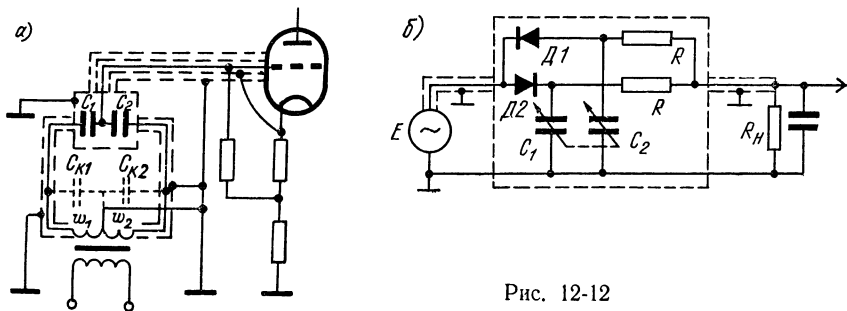 а)
C₁ C₂
Cк1 Cк2
w₁ w₂
б)
Д1
R
Д2
R
E
C₁
C₂
Rн
Рис. 12-12